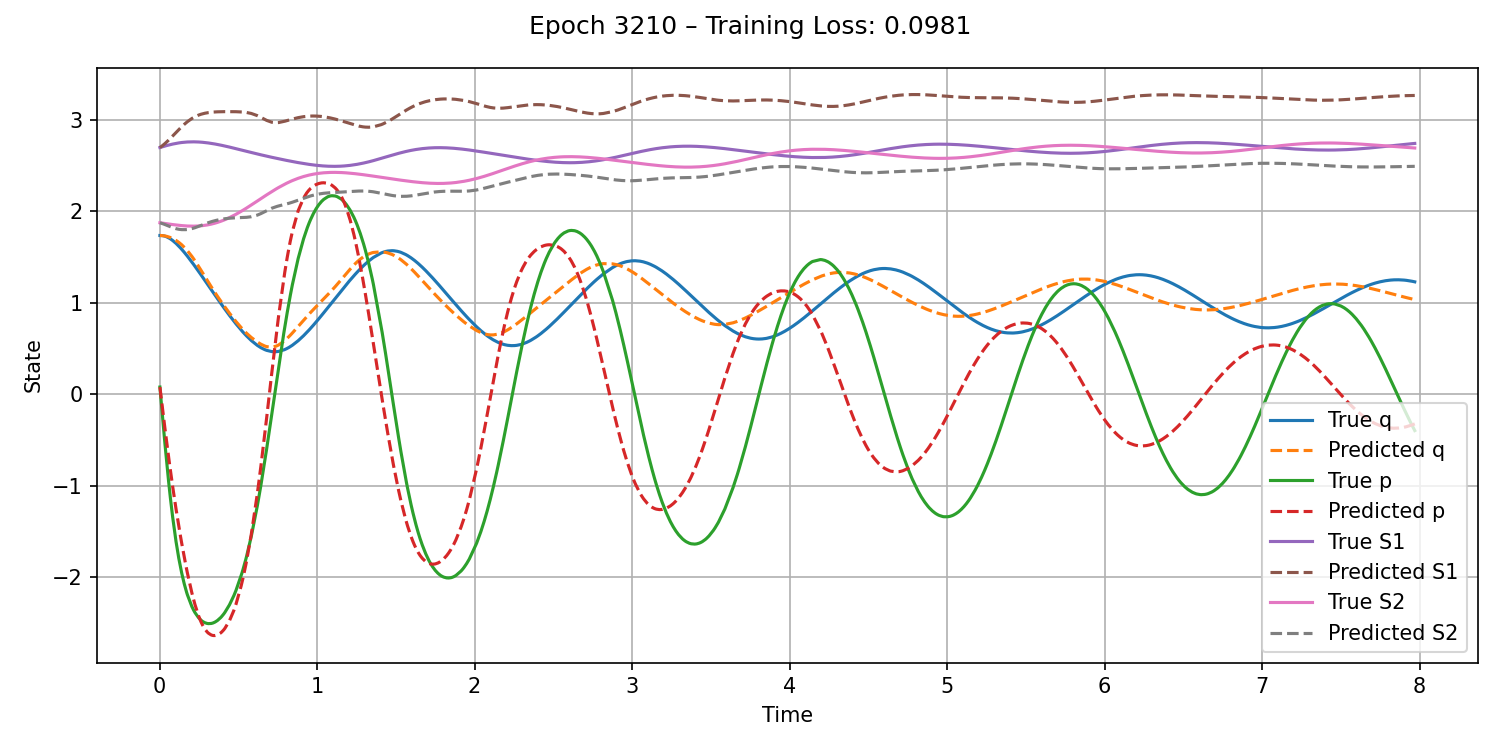 Epoch 3210 – Training Loss: 0.0981
State
3
2
1
0
−1
−2
0 1 2 3 4 5 6 7 8
Time
True q
Predicted q
True p
Predicted p
True S1
Predicted S1
True S2
Predicted S2